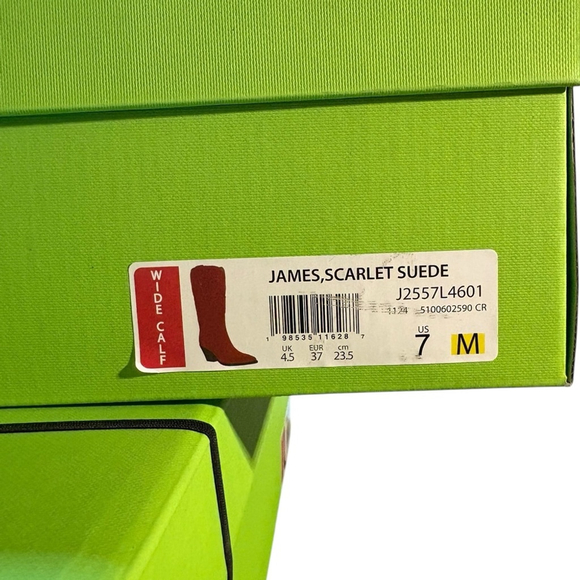 WIDE CALF
JAMES,SCARLET SUEDE
J2557L4601
1124 5100602590 CR
1 98535 11628 7
UK EUR cm
4.5 37 23.5
US
7 M